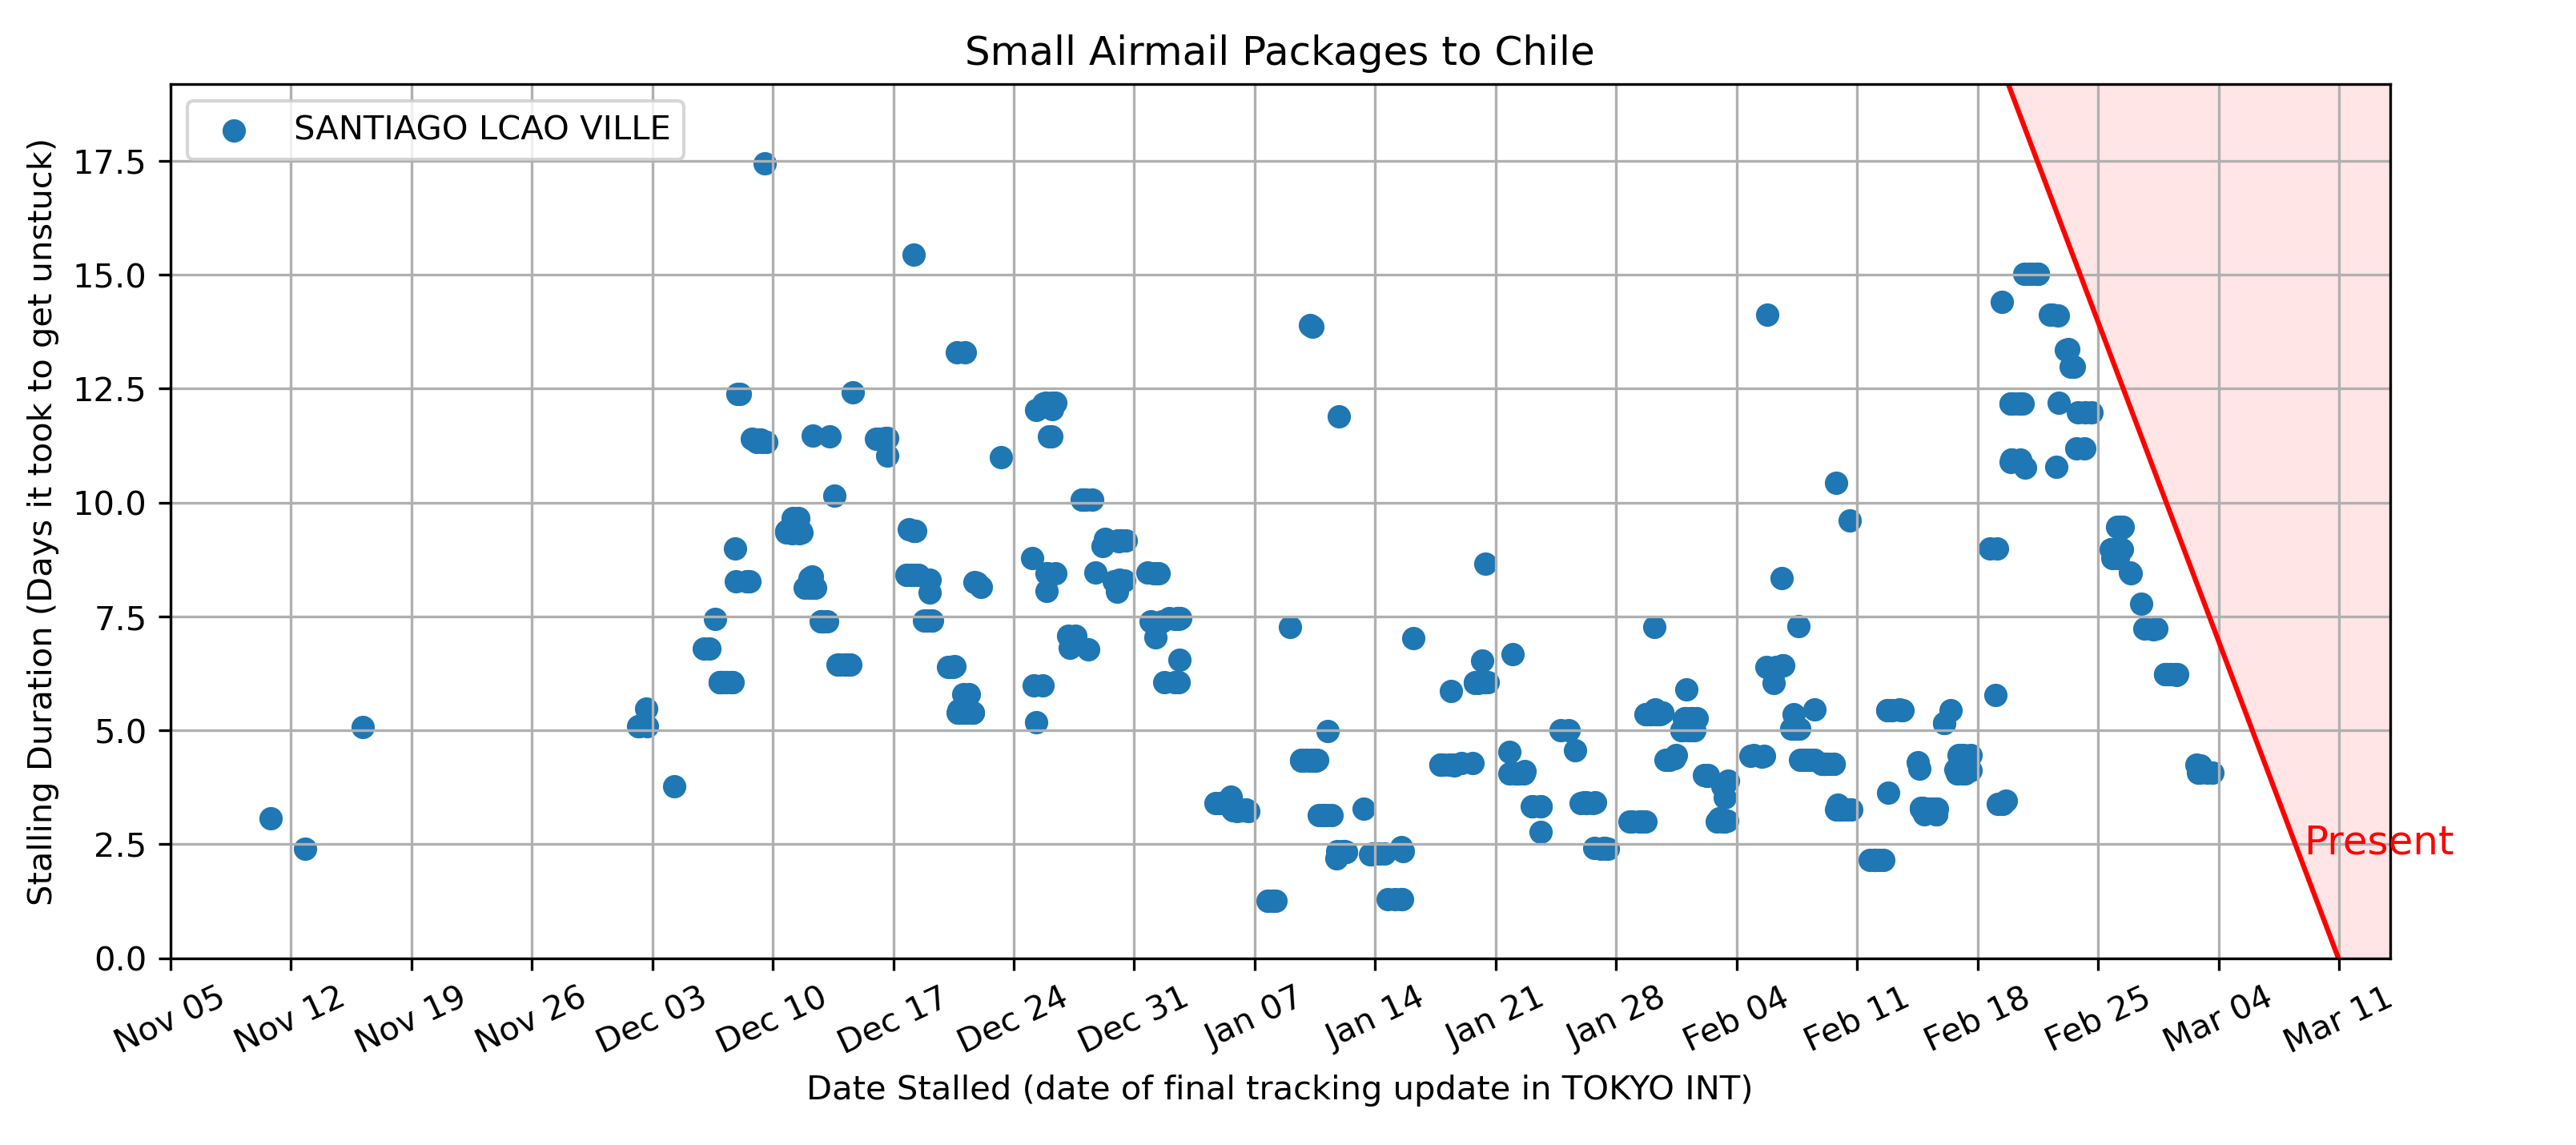 Small Airmail Packages to Chile
SANTIAGO LCAO VILLE
Stalling Duration (Days it took to get unstuck)
17.5
15.0
12.5
10.0
7.5
5.0
2.5
0.0
Present
Nov 05
Nov 12
Nov 19
Nov 26
Dec 03
Dec 10
Dec 17
Dec 24
Dec 31
Jan 07
Jan 14
Jan 21
Jan 28
Feb 04
Feb 11
Feb 18
Feb 25
Mar 04
Mar 11
Date Stalled (date of final tracking update in TOKYO INT)